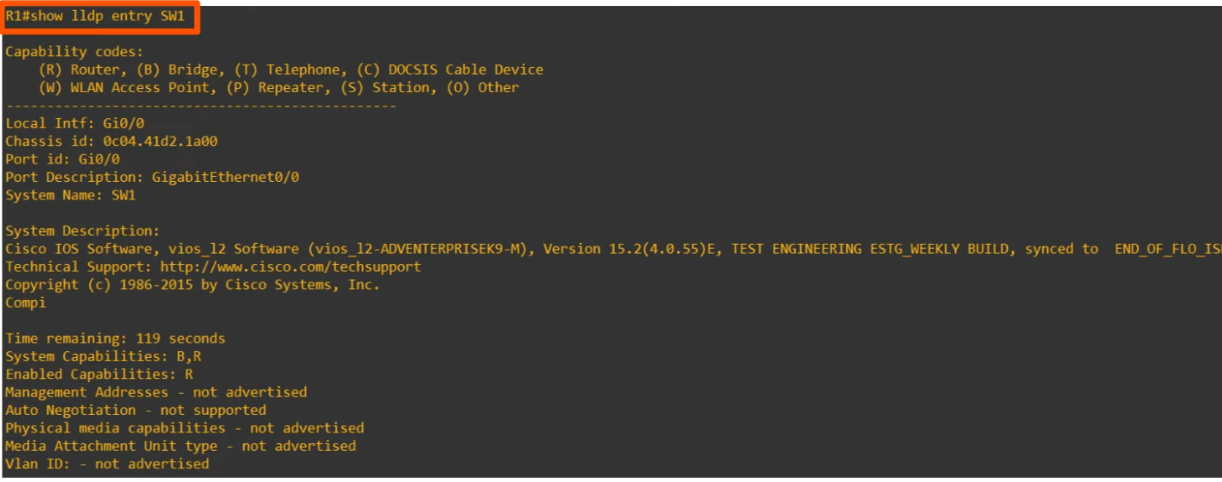 R1#show lldp entry SW1
Capability codes:
(R) Router, (B) Bridge, (T) Telephone, (C) DOCSIS Cable Device
(W) WLAN Access Point, (P) Repeater, (S) Station, (O) Other
------------------------------------------------
Local Intf: Gi0/0
Chassis id: 0c04.41d2.1a00
Port id: Gi0/0
Port Description: GigabitEthernet0/0
System Name: SW1
System Description:
Cisco IOS Software, vios_l2 Software (vios_l2-ADVENTERPRISEK9-M), Version 15.2(4.0.55)E, TEST ENGINEERING ESTG_WEEKLY BUILD, synced to  END_OF_FLO_IS
Technical Support: http://www.cisco.com/techsupport
Copyright (c) 1986-2015 by Cisco Systems, Inc.
Compi
Time remaining: 119 seconds
System Capabilities: B,R
Enabled Capabilities: R
Management Addresses - not advertised
Auto Negotiation - not supported
Physical media capabilities - not advertised
Media Attachment Unit type - not advertised
Vlan ID: - not advertised